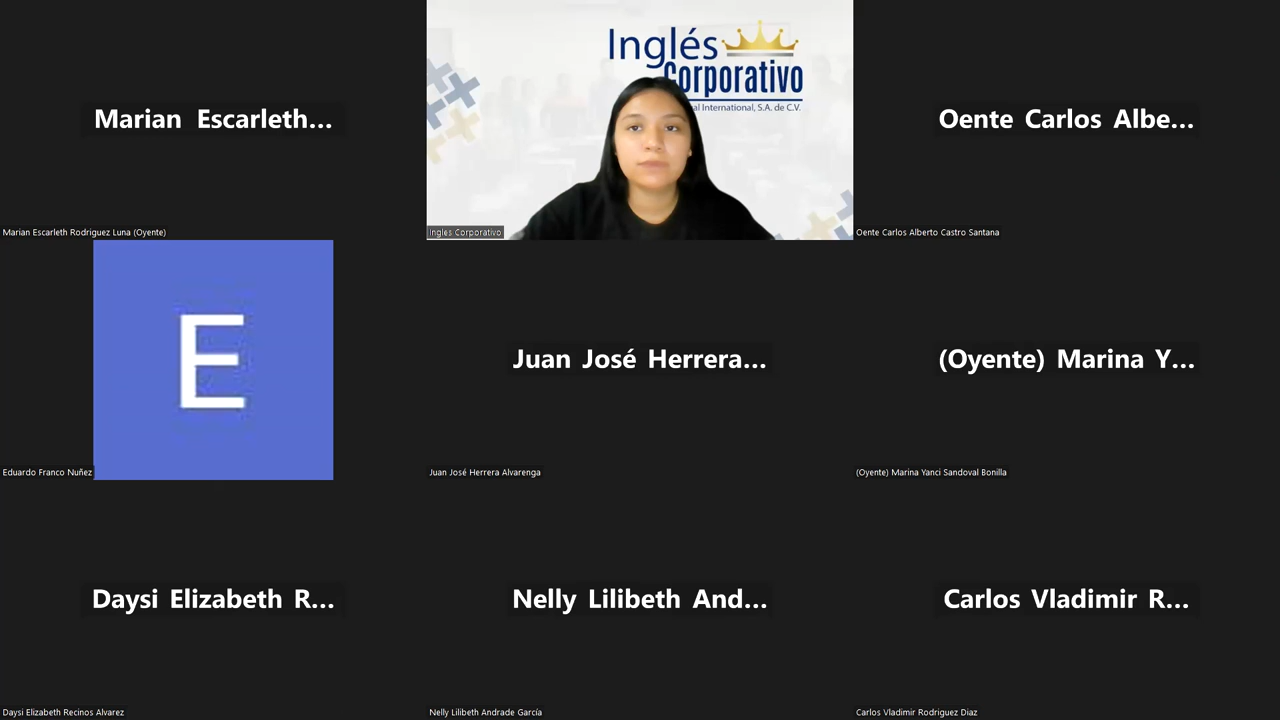 Marian Escarleth...
Marian Escarleth Rodriguez Luna (Oyente)
Inglés
Corporativo
al International, S.A. de C.V.
Inglés Corporativo
Oente Carlos Albe...
Oente Carlos Alberto Castro Santana
E
Eduardo Franco Nuñez
Juan José Herrera...
Juan José Herrera Alvarenga
(Oyente) Marina Y...
(Oyente) Marina Yanci Sandoval Bonilla
Daysi Elizabeth R...
Daysi Elizabeth Recinos Alvarez
Nelly Lilibeth And...
Nelly Lilibeth Andrade García
Carlos Vladimir R...
Carlos Vladimir Rodriguez Diaz